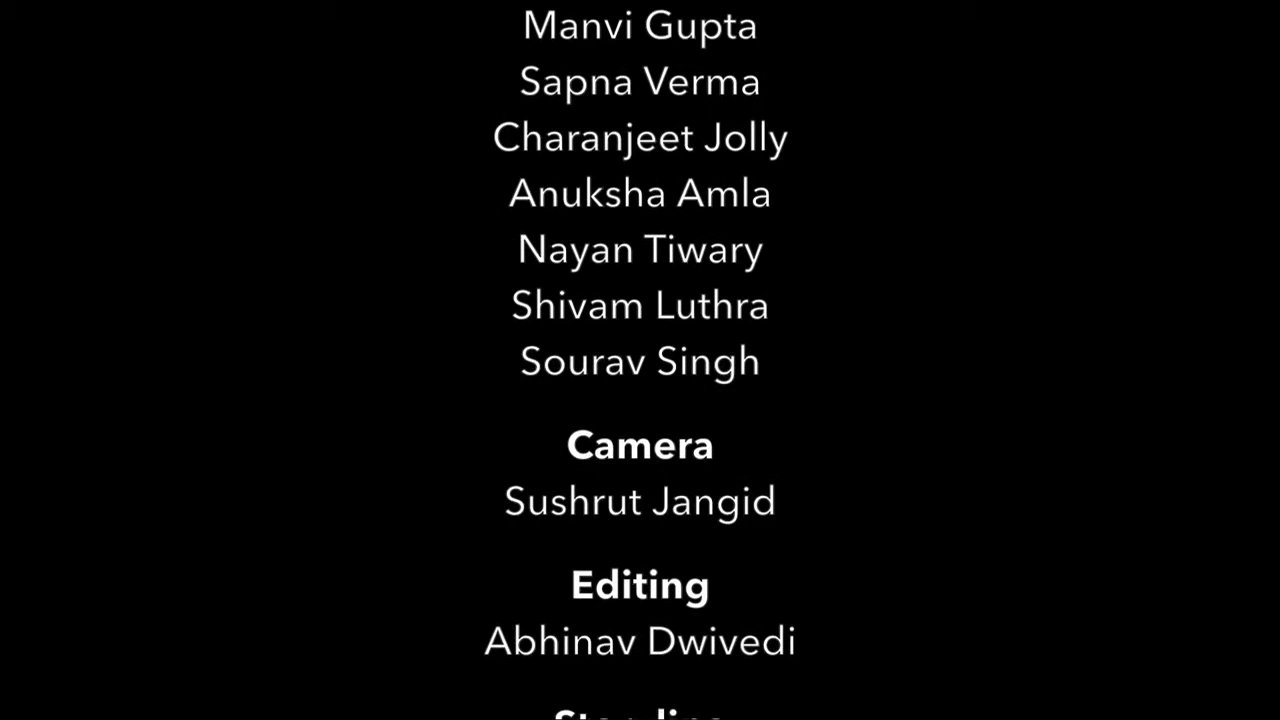 Manvi Gupta
Sapna Verma
Charanjeet Jolly
Anuksha Amla
Nayan Tiwary
Shivam Luthra
Sourav Singh
Camera
Sushrut Jangid
Editing
Abhinav Dwivedi